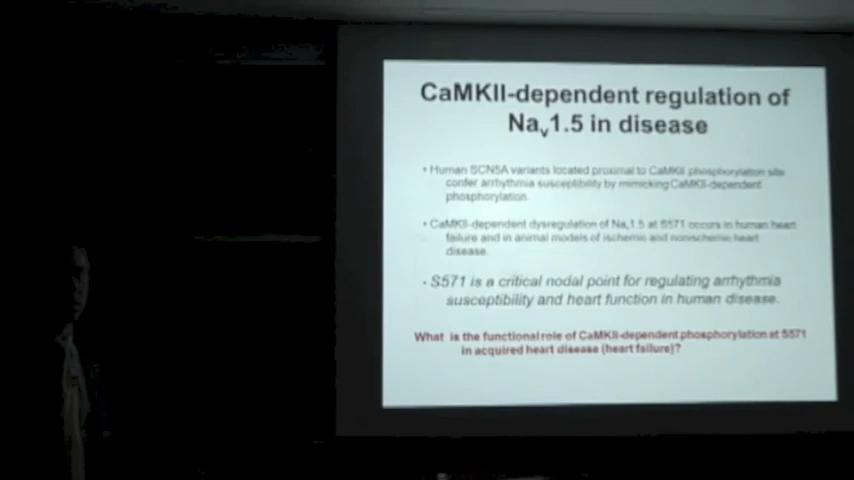 CaMKII-dependent regulation of
Nav1.5 in disease
• Human SCN5A variants located proximal to CaMKII phosphorylation site
confer arrhythmia susceptibility by mimicking CaMKII-dependent
phosphorylation.
• CaMKII-dependent dysregulation of Nav1.5 at S571 occurs in human heart
failure and in animal models of ischemic and nonischemic heart
disease.
• S571 is a critical nodal point for regulating arrhythmia
susceptibility and heart function in human disease.
What is the functional role of CaMKII-dependent phosphorylation at S571
in acquired heart disease (heart failure)?